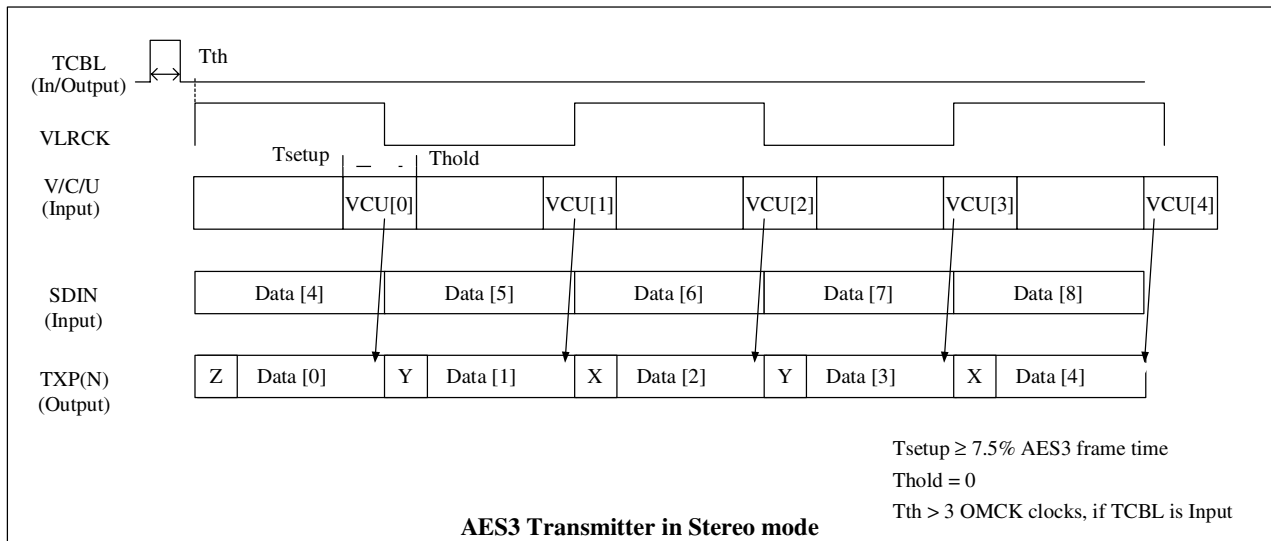 TCBL
(In/Output)
Tth
VLRCK
Tsetup
Thold
V/C/U
(Input)
VCU[0] VCU[1] VCU[2] VCU[3] VCU[4]
SDIN
(Input)
Data [4] Data [5] Data [6] Data [7] Data [8]
TXP(N)
(Output)
Z Data [0] Y Data [1] X Data [2] Y Data [3] X Data [4]
Tsetup ≥ 7.5% AES3 frame time
Thold = 0
Tth > 3 OMCK clocks, if TCBL is Input
AES3 Transmitter in Stereo mode